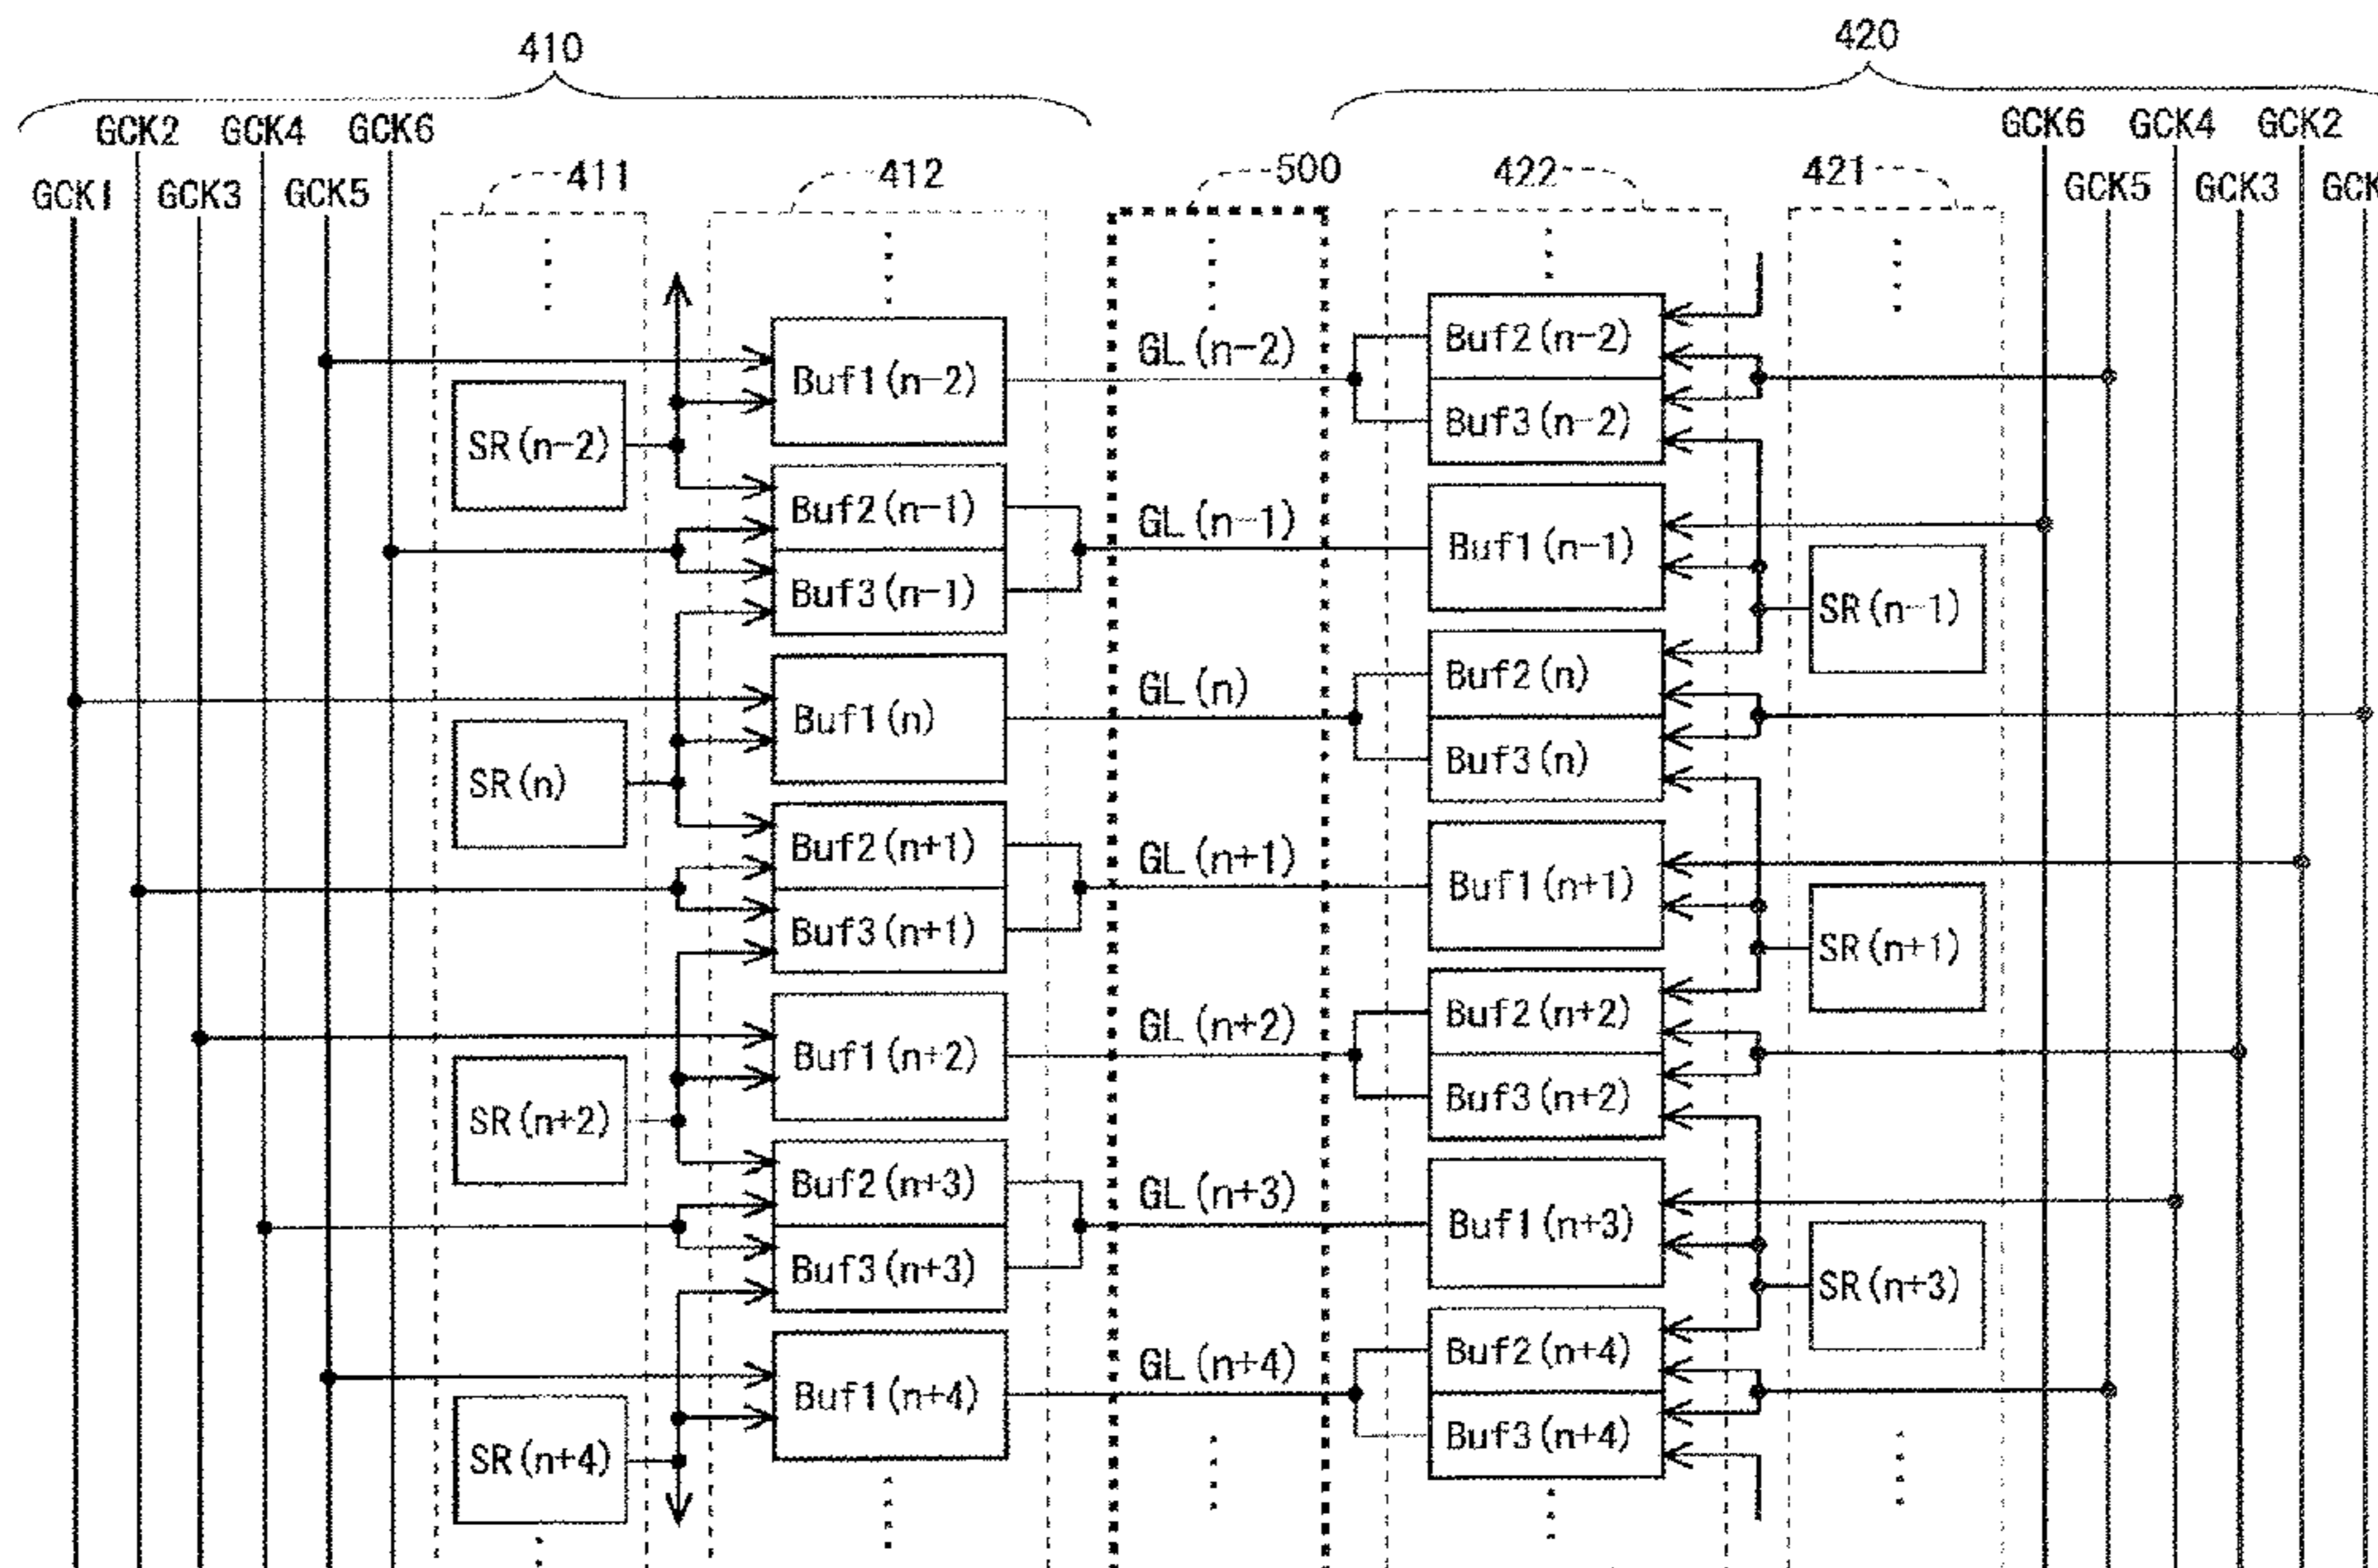 410
420
GCK2 GCK4 GCK6
GCK6 GCK4 GCK2
GCK1 GCK3 GCK5
GCK5 GCK3 GCK
411
412
500
422
421
GL(n-2)
Buf2(n-2)
Buf1(n-2)
Buf3(n-2)
SR(n-2)
Buf2(n-1)
GL(n-1)
Buf1(n-1)
Buf3(n-1)
SR(n-1)
GL(n)
Buf2(n)
Buf1(n)
Buf3(n)
SR(n)
Buf2(n+1)
GL(n+1)
Buf1(n+1)
Buf3(n+1)
SR(n+1)
GL(n+2)
Buf2(n+2)
Buf1(n+2)
Buf3(n+2)
SR(n+2)
Buf2(n+3)
GL(n+3)
Buf1(n+3)
Buf3(n+3)
SR(n+3)
GL(n+4)
Buf2(n+4)
Buf1(n+4)
Buf3(n+4)
SR(n+4)